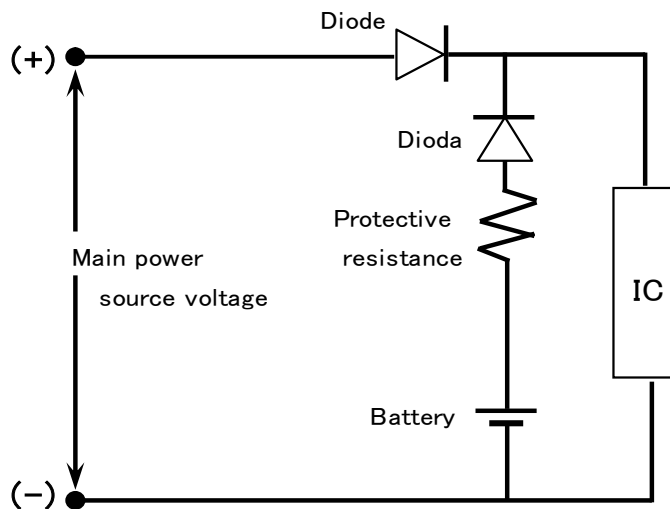 Diode
(+)
Dioda
Protective
resistance
Main power
source voltage
IC
Battery
(-)